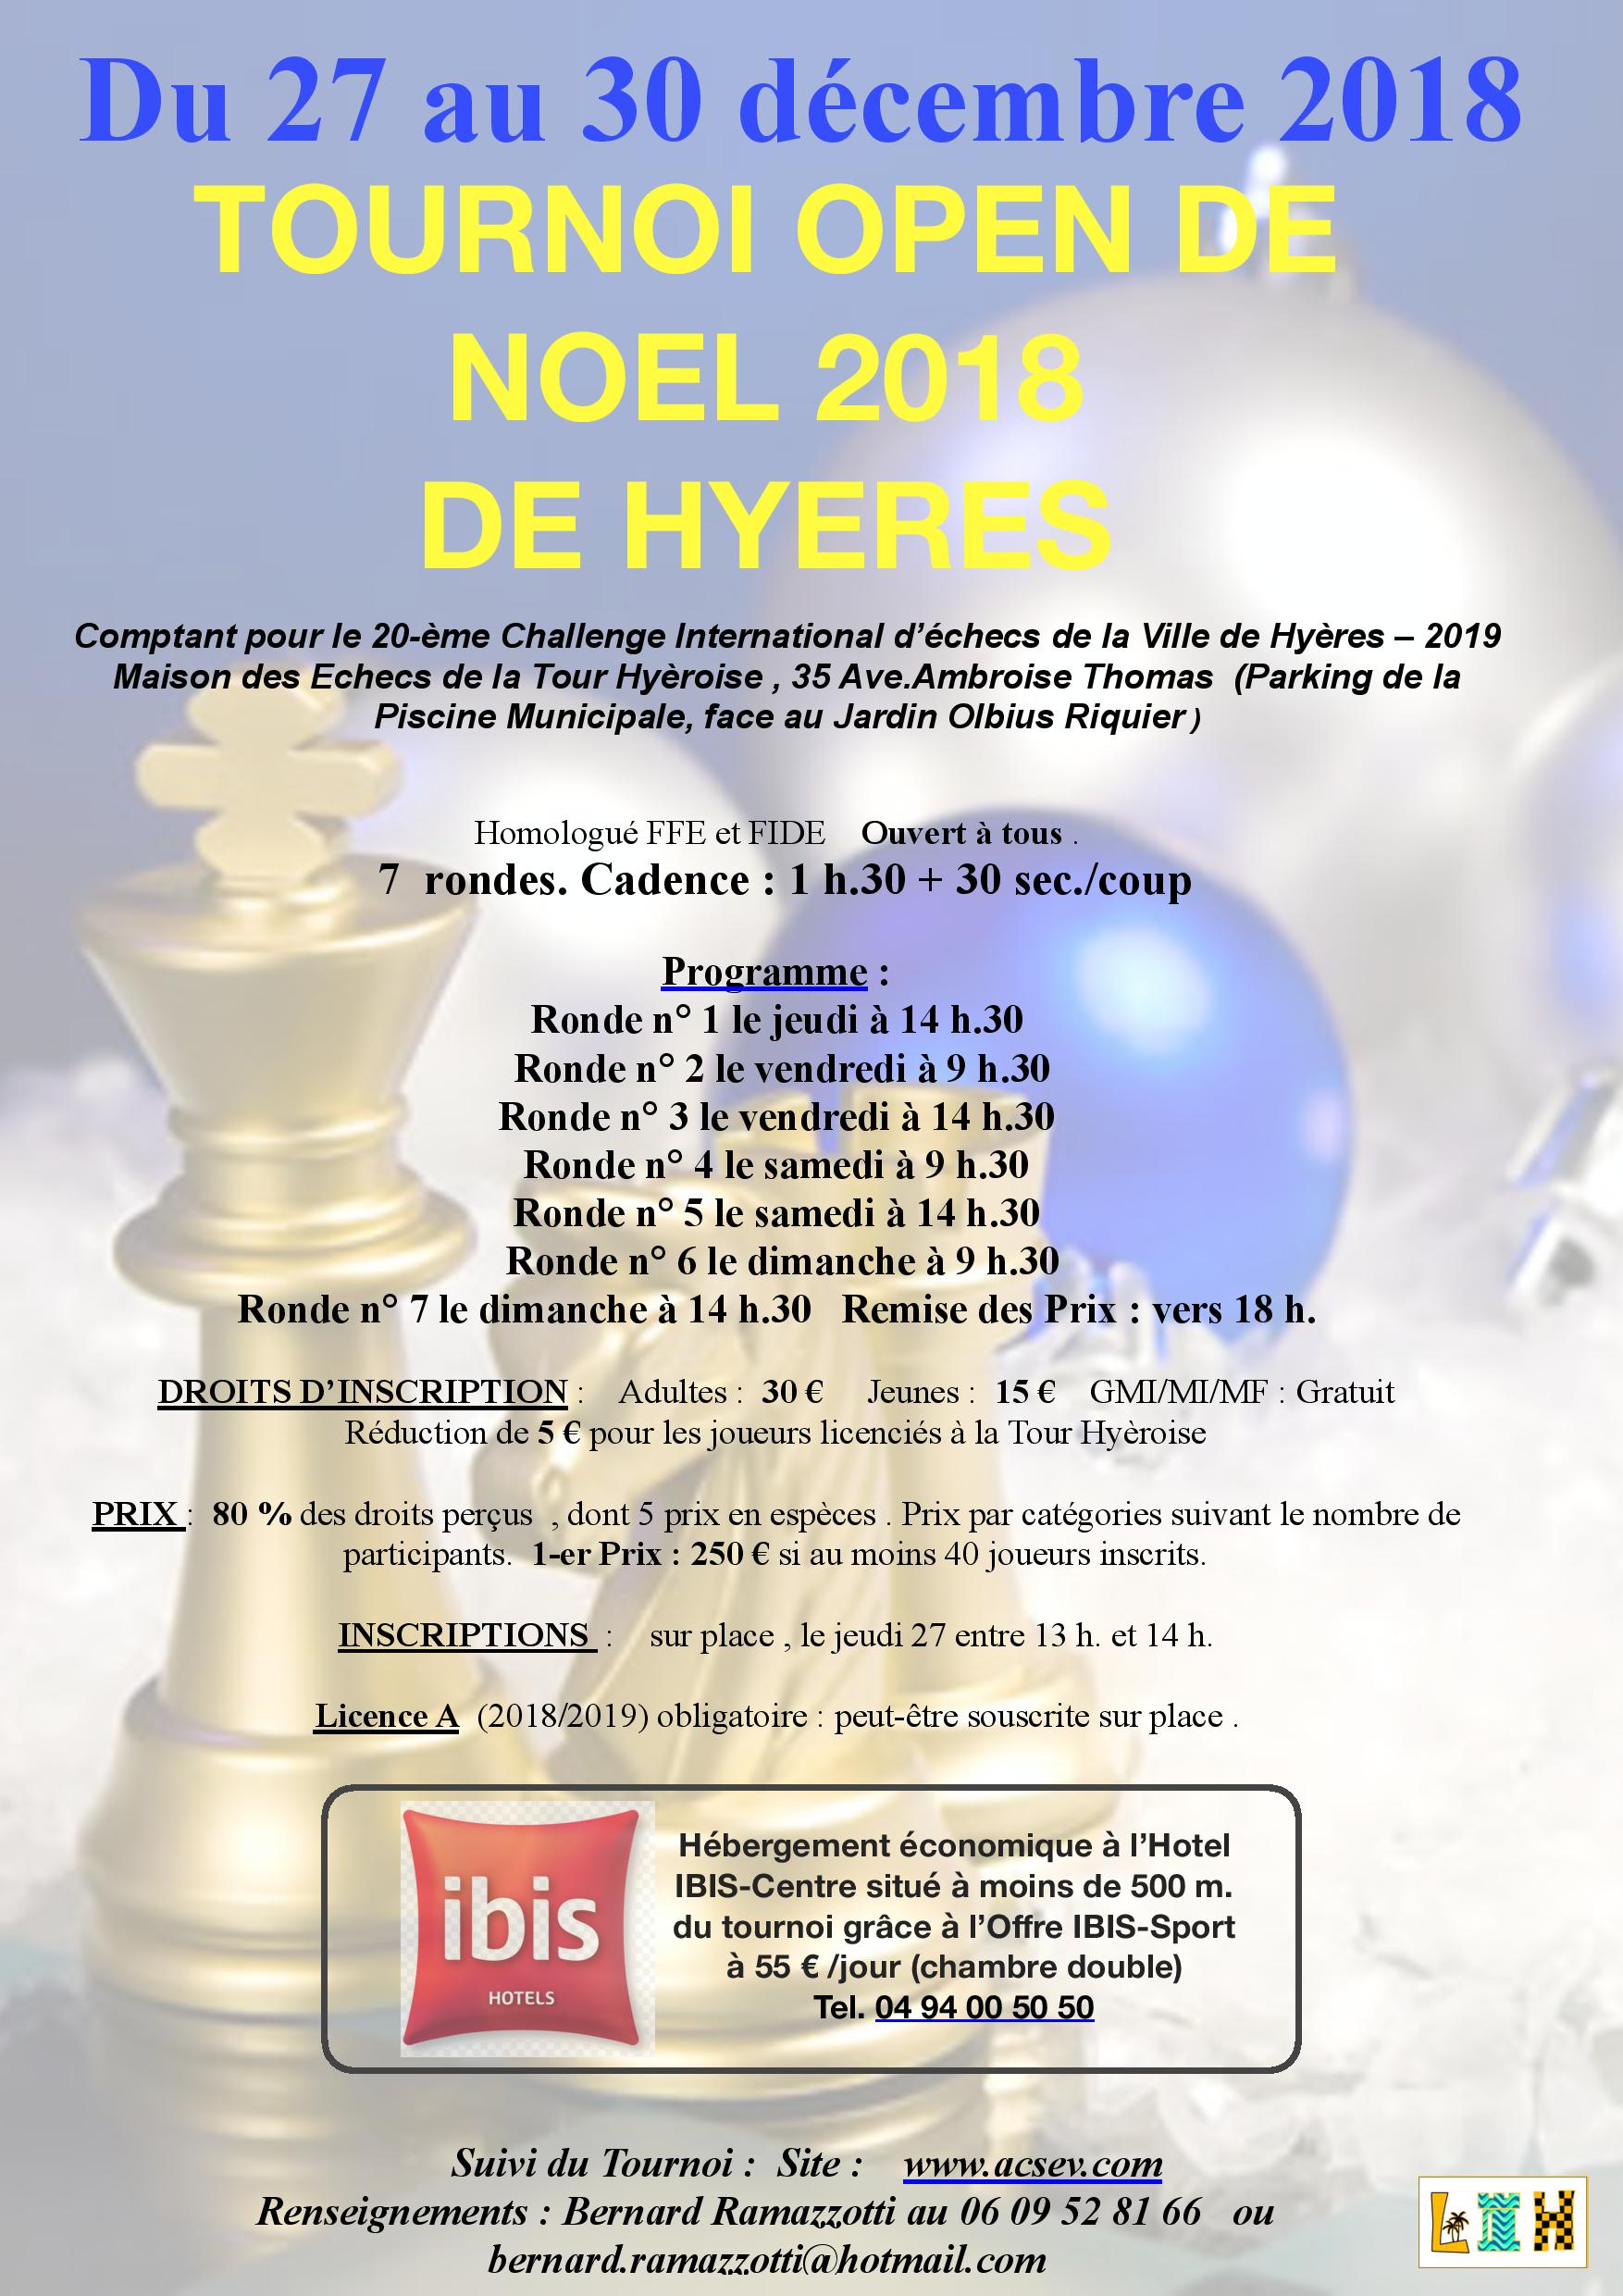 Du 27 au 30 décembre 2018
TOURNOI OPEN DE
NOEL 2018
DE HYERES
Comptant pour le 20-ème Challenge International d’échecs de la Ville de Hyères – 2019
Maison des Echecs de la Tour Hyèroise , 35 Ave.Ambroise Thomas (Parking de la
Piscine Municipale, face au Jardin Olbius Riquier )
Homologué FFE et FIDE Ouvert à tous .
7 rondes. Cadence : 1 h.30 + 30 sec./coup
Programme :
Ronde n° 1 le jeudi à 14 h.30
Ronde n° 2 le vendredi à 9 h.30
Ronde n° 3 le vendredi à 14 h.30
Ronde n° 4 le samedi à 9 h.30
Ronde n° 5 le samedi à 14 h.30
Ronde n° 6 le dimanche à 9 h.30
Ronde n° 7 le dimanche à 14 h.30 Remise des Prix : vers 18 h.
DROITS D’INSCRIPTION : Adultes : 30 € Jeunes : 15 € GMI/MI/MF : Gratuit
Réduction de 5 € pour les joueurs licenciés à la Tour Hyèroise
PRIX : 80 % des droits perçus , dont 5 prix en espèces . Prix par catégories suivant le nombre de
participants. 1-er Prix : 250 € si au moins 40 joueurs inscrits.
INSCRIPTIONS : sur place , le jeudi 27 entre 13 h. et 14 h.
Licence A (2018/2019) obligatoire : peut-être souscrite sur place .
ibis
HOTELS
Hébergement économique à l’Hotel
IBIS-Centre situé à moins de 500 m.
du tournoi grâce à l’Offre IBIS-Sport
à 55 € /jour (chambre double)
Tel. 04 94 00 50 50
Suivi du Tournoi : Site : www.acsev.com
Renseignements : Bernard Ramazzotti au 06 09 52 81 66 ou
bernard.ramazzotti@hotmail.com
LTH